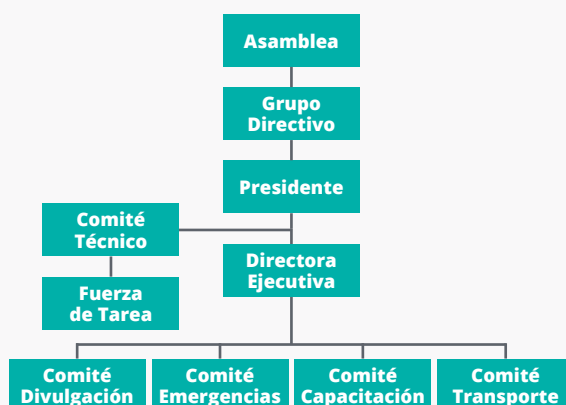 Asamblea
Grupo
Directivo
Presidente
Comité
Técnico
Directora
Ejecutiva
Fuerza
de Tarea
Comité
Divulgación
Comité
Emergencias
Comité
Capacitación
Comité
Transporte